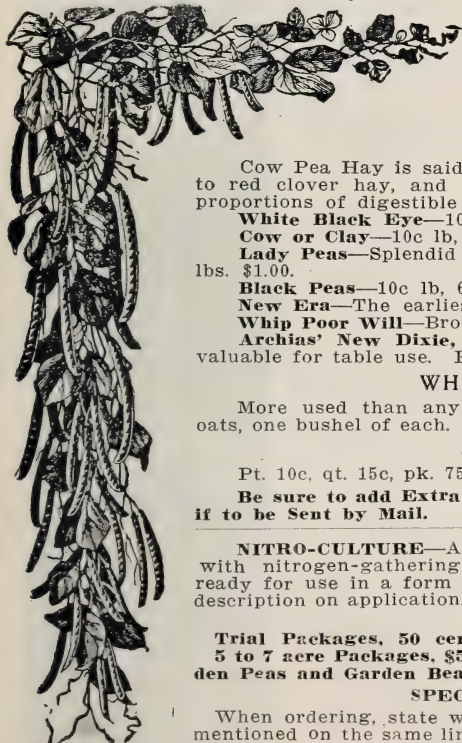 Cow Pea Hay is said
to red clover hay, and
proportions of digestible
White Black Eye—10
Cow or Clay—10c lb,
Lady Peas—Splendid
lbs. $1.00.
Black Peas—10c lb, 6
New Era—The earlies
Whip Poor Will—Bro
Archias' New Dixie,
valuable for table use. E
WH
More used than any
oats, one bushel of each.
Pt. 10c, qt. 15c, pk. 75
Be sure to add Extra
if to be Sent by Mail.
NITRO-CULTURE—A
with nitrogen-gathering
ready for use in a form
description on application
Trial Packages, 50 cen
5 to 7 acre Packages, $5
den Peas and Garden Bea
SPEC
When ordering, state w
mentioned on the same lin